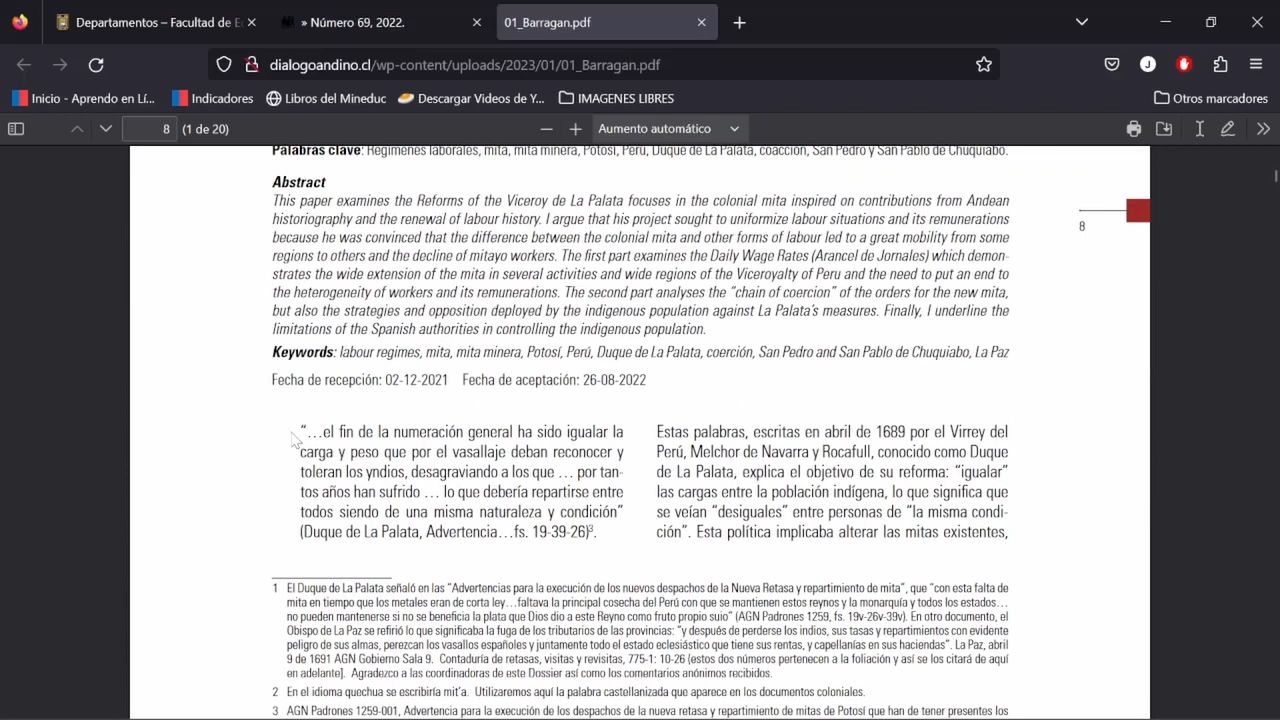 Departamentos – Facultad de E
» Número 69, 2022.
01_Barragan.pdf
dialogoandino.cl/wp-content/uploads/2023/01/01_Barragan.pdf
J
Inicio - Aprendo en Lí...
Indicadores
Libros del Mineduc
Descargar Videos de Y...
IMAGENES LIBRES
Otros marcadores
8
(1 de 20)
Aumento automático
Palabras clave: Regímenes laborales, mita, mita minera, Potosí, Perú, Duque de La Palata, coacción, San Pedro y San Pablo de Chuquiabo.
Abstract
This paper examines the Reforms of the Viceroy de La Palata focuses in the colonial mita inspired on contributions from Andean
historiography and the renewal of labour history. I argue that his project sought to uniformize labour situations and its remunerations
because he was convinced that the difference between the colonial mita and other forms of labour led to a great mobility from some
regions to others and the decline of mitayo workers. The first part examines the Daily Wage Rates (Arancel de Jornales) which demon-
strates the wide extension of the mita in several activities and wide regions of the Viceroyalty of Peru and the need to put an end to
the heterogeneity of workers and its remunerations. The second part analyses the “chain of coercion” of the orders for the new mita,
but also the strategies and opposition deployed by the indigenous population against La Palata’s measures. Finally, I underline the
limitations of the Spanish authorities in controlling the indigenous population.
Keywords: labour regimes, mita, mita minera, Potosí, Perú, Duque de La Palata, coerción, San Pedro and San Pablo de Chuquiabo, La Paz
8
Fecha de recepción: 02-12-2021 Fecha de aceptación: 26-08-2022
“…el fin de la numeración general ha sido igualar la
carga y peso que por el vasallaje deban reconocer y
toleran los yndios, desagraviando a los que … por tan-
tos años han sufrido … lo que debería repartirse entre
todos siendo de una misma naturaleza y condición”
(Duque de La Palata, Advertencia…fs. 19-39-26)3.
Estas palabras, escritas en abril de 1689 por el Virrey del
Perú, Melchor de Navarra y Rocafull, conocido como Duque
de La Palata, explica el objetivo de su reforma: “igualar”
las cargas entre la población indígena, lo que significa que
se veían “desiguales” entre personas de “la misma condi-
ción”. Esta política implicaba alterar las mitas existentes,
1 El Duque de La Palata señaló en las “Advertencias para la execución de los nuevos despachos de la Nueva Retasa y repartimiento de mita”, que “con esta falta de
mita en tiempo que los metales eran de corta ley…faltava la principal cosecha del Perú con que se mantienen estos reynos y la monarquía y todos los estados…
no pueden mantenerse si no se beneficia la plata que Dios dio a este Reyno como fruto propio suio” (AGN Padrones 1259, fs. 19v-26v-39v). En otro documento, el
Obispo de La Paz se refirió lo que significaba la fuga de los tributarios de las provincias: “y después de perderse los indios, sus tasas y repartimientos con evidente
peligro de sus almas, perezcan los vasallos españoles y juntamente todo el estado eclesiástico que tiene sus rentas, y capellanías en sus haciendas”. La Paz, abril
9 de 1691 AGN Gobierno Sala 9. Contaduría de retasas, visitas y revisitas, 775-1: 10-26 (estos dos números pertenecen a la foliación y así se los citará de aquí
en adelante]. Agradezco a las coordinadoras de este Dossier así como los comentarios anónimos recibidos.
2 En el idioma quechua se escribiría mit’a. Utilizaremos aquí la palabra castellanizada que aparece en los documentos coloniales.
3 AGN Padrones 1259-001, Advertencia para la execución de los despachos de la nueva retasa y repartimiento de mitas de Potosí que han de tener presentes los